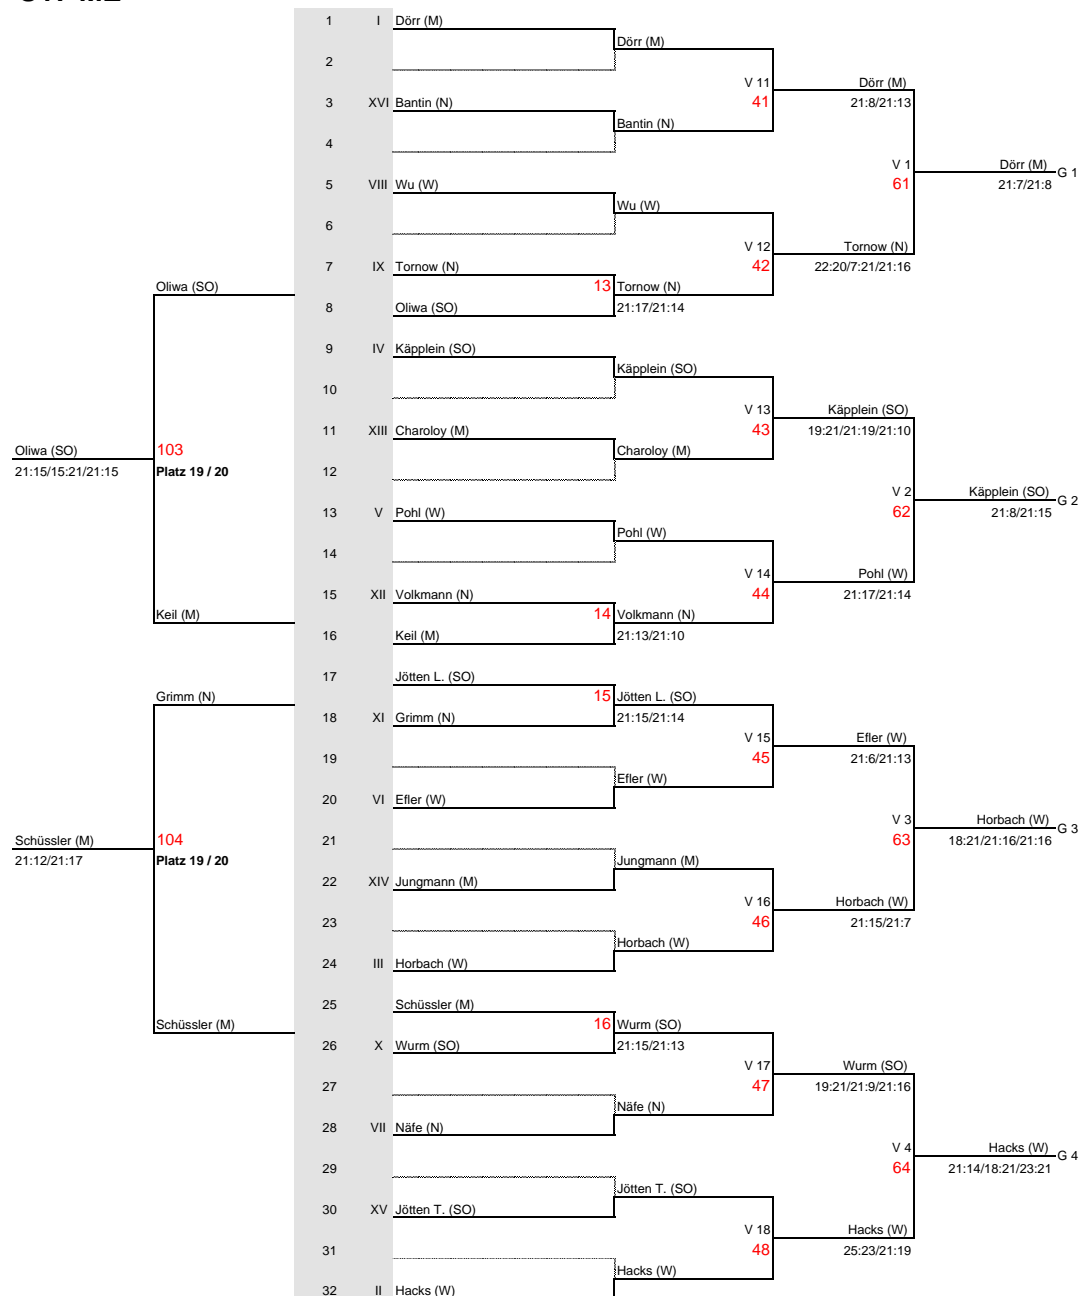 1 I Dörr (M)
Dörr (M)
2
V 11 Dörr (M)
3 XVI Bantin (N) 41 21:8/21:13
Bantin (N)
4
V 1 Dörr (M) G 1
5 VIII Wu (W) 61 21:7/21:8
Wu (W)
6
V 12 Tornow (N)
7 IX Tornow (N) 42 22:20/7:21/21:16
Oliwa (SO) 13 Tornow (N)
8 Oliwa (SO) 21:17/21:14
9 IV Käpplein (SO)
Käpplein (SO)
10
V 13 Käpplein (SO)
11 XIII Charoloy (M) 43 19:21/21:19/21:10
Oliwa (SO) 103 Charoloy (M)
21:15/15:21/21:15 Platz 19 / 20 12
V 2 Käpplein (SO) G 2
13 V Pohl (W) 62 21:8/21:15
Pohl (W)
14
V 14 Pohl (W)
15 XII Volkmann (N) 44 21:17/21:14
Keil (M) 14 Volkmann (N)
16 Keil (M) 21:13/21:10
17 Jötten L. (SO)
Grimm (N) 15 Jötten L. (SO)
18 XI Grimm (N) 21:15/21:14
V 15 Efler (W)
19 45 21:6/21:13
Efler (W)
20 VI Efler (W)
V 3 Horbach (W) G 3
Schüssler (M) 104 21 63 18:21/21:16/21:16
21:12/21:17 Platz 19 / 20 Jungmann (M)
22 XIV Jungmann (M)
V 16 Horbach (W)
23 46 21:15/21:7
Horbach (W)
24 III Horbach (W)
25 Schüssler (M)
Schüssler (M) 16 Wurm (SO)
26 X Wurm (SO) 21:15/21:13
V 17 Wurm (SO)
27 47 19:21/21:9/21:16
Näfe (N)
28 VII Näfe (N)
V 4 Hacks (W) G 4
29 64 21:14/18:21/23:21
Jötten T. (SO)
30 XV Jötten T. (SO)
V 18 Hacks (W)
31 48 25:23/21:19
Hacks (W)
32 II Hacks (W)